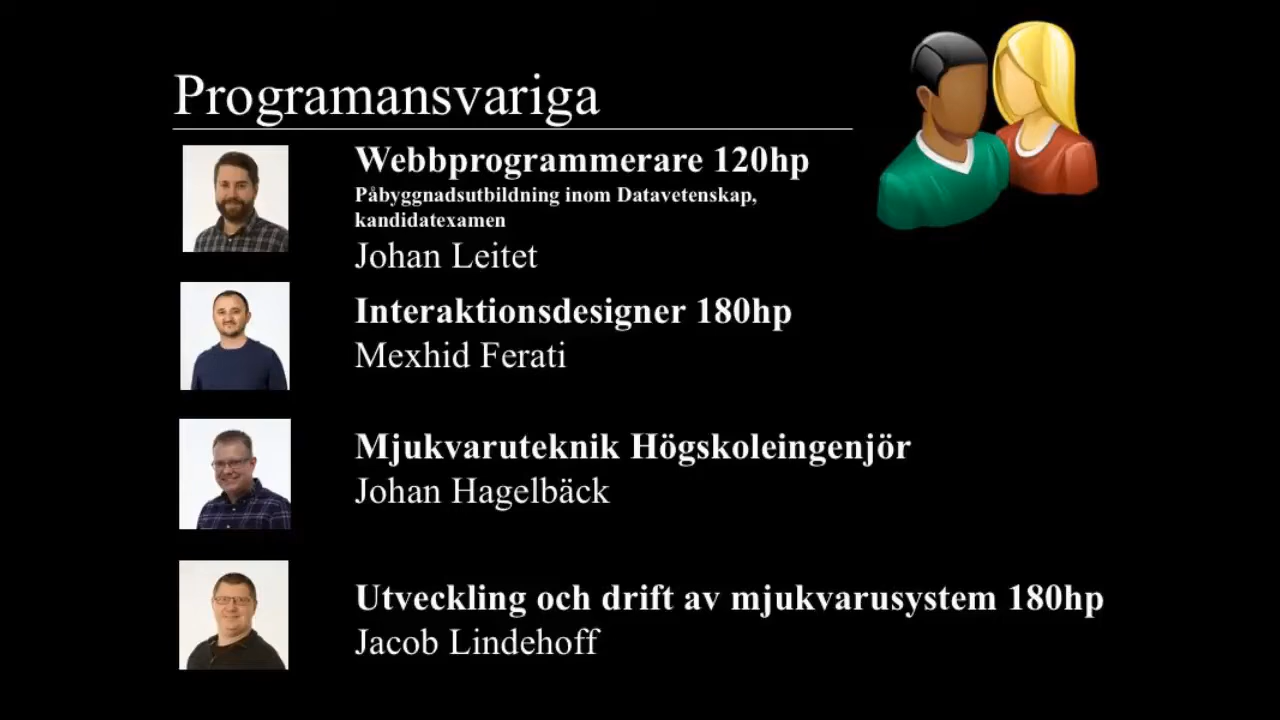 Programansvariga
Webbprogrammerare 120hp
Påbyggnadsutbildning inom Datavetenskap,
kandidatexamen
Johan Leitet
Interaktionsdesigner 180hp
Mexhid Ferati
Mjukvaruteknik Högskoleingenjör
Johan Hagelbäck
Utveckling och drift av mjukvarusystem 180hp
Jacob Lindehoff